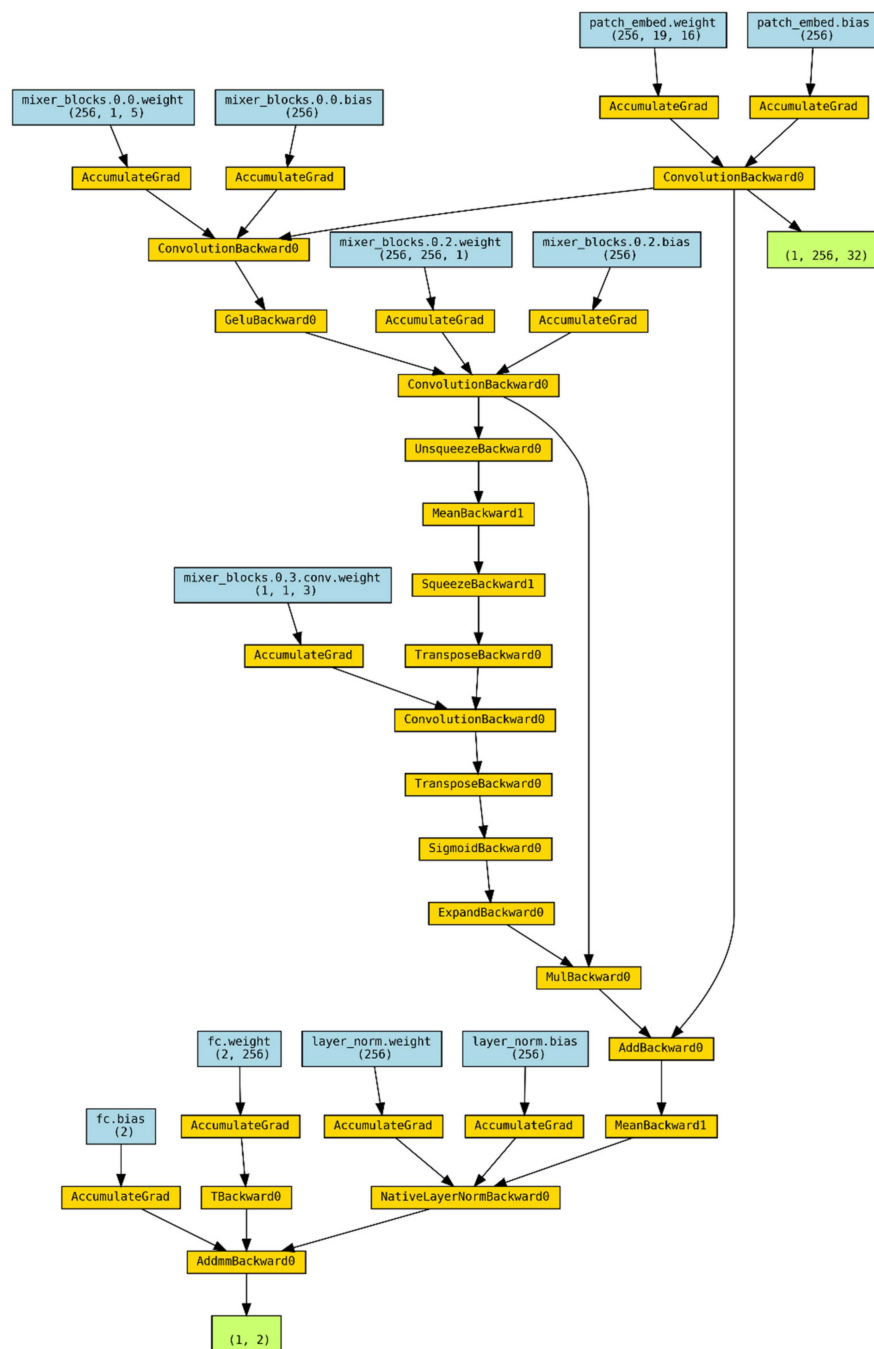 patch_embed.weight
(256, 19, 16)
patch_embed.bias
(256)
mixer_blocks.0.0.weight
(256, 1, 5)
mixer_blocks.0.0.bias
(256)
AccumulateGrad
AccumulateGrad
AccumulateGrad
AccumulateGrad
ConvolutionBackward0
ConvolutionBackward0
mixer_blocks.0.2.weight
(256, 256, 1)
mixer_blocks.0.2.bias
(256)
(1, 256, 32)
GeluBackward0
AccumulateGrad
AccumulateGrad
ConvolutionBackward0
UnsqueezeBackward0
MeanBackward1
mixer_blocks.0.3.conv.weight
(1, 1, 3)
SqueezeBackward1
AccumulateGrad
TransposeBackward0
ConvolutionBackward0
TransposeBackward0
SigmoidBackward0
ExpandBackward0
MulBackward0
fc.weight
(2, 256)
layer_norm.weight
(256)
layer_norm.bias
(256)
AddBackward0
fc.bias
(2)
AccumulateGrad
AccumulateGrad
AccumulateGrad
MeanBackward1
AccumulateGrad
TBackward0
NativeLayerNormBackward0
AddmmBackward0
(1, 2)